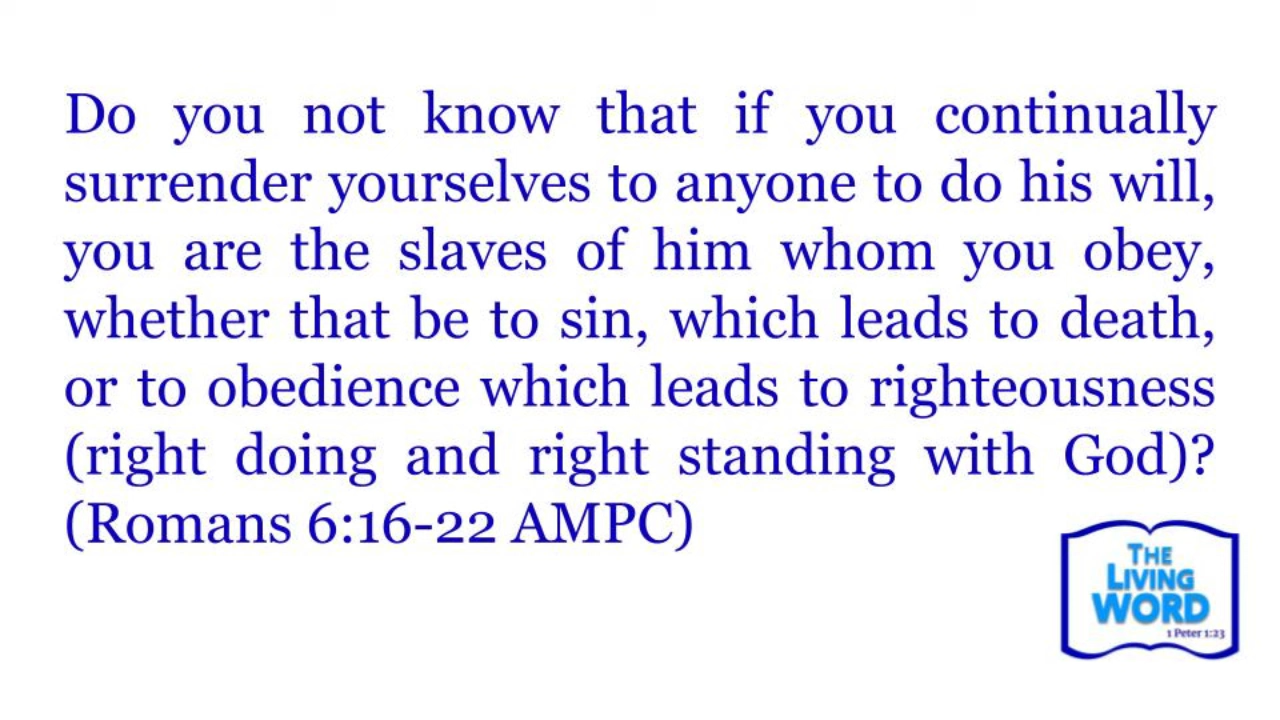 Do you not know that if you continually
surrender yourselves to anyone to do his will,
you are the slaves of him whom you obey,
whether that be to sin, which leads to death,
or to obedience which leads to righteousness
(right doing and right standing with God)?
(Romans 6:16-22 AMPC)
THE
LIVING
WORD
1 Peter 1:23